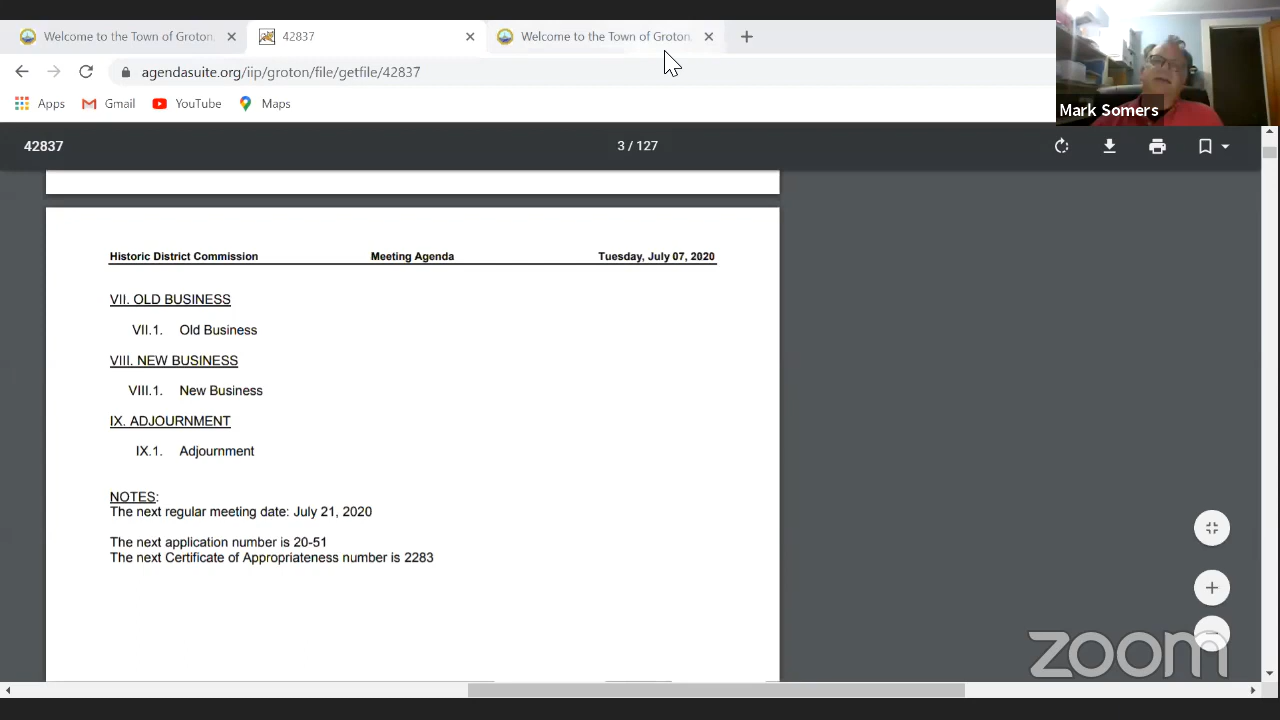 Welcome to the Town of Groton, 42837 Welcome to the Town of Groton,
agendasuite.org/iip/groton/file/getfile/42837
Apps Gmail YouTube Maps
Mark Somers
42837 3 / 127
Historic District Commission Meeting Agenda Tuesday, July 07, 2020
VII. OLD BUSINESS
VII.1. Old Business
VIII. NEW BUSINESS
VIII.1. New Business
IX. ADJOURNMENT
IX.1. Adjournment
NOTES:
The next regular meeting date: July 21, 2020
The next application number is 20-51
The next Certificate of Appropriateness number is 2283
zoom